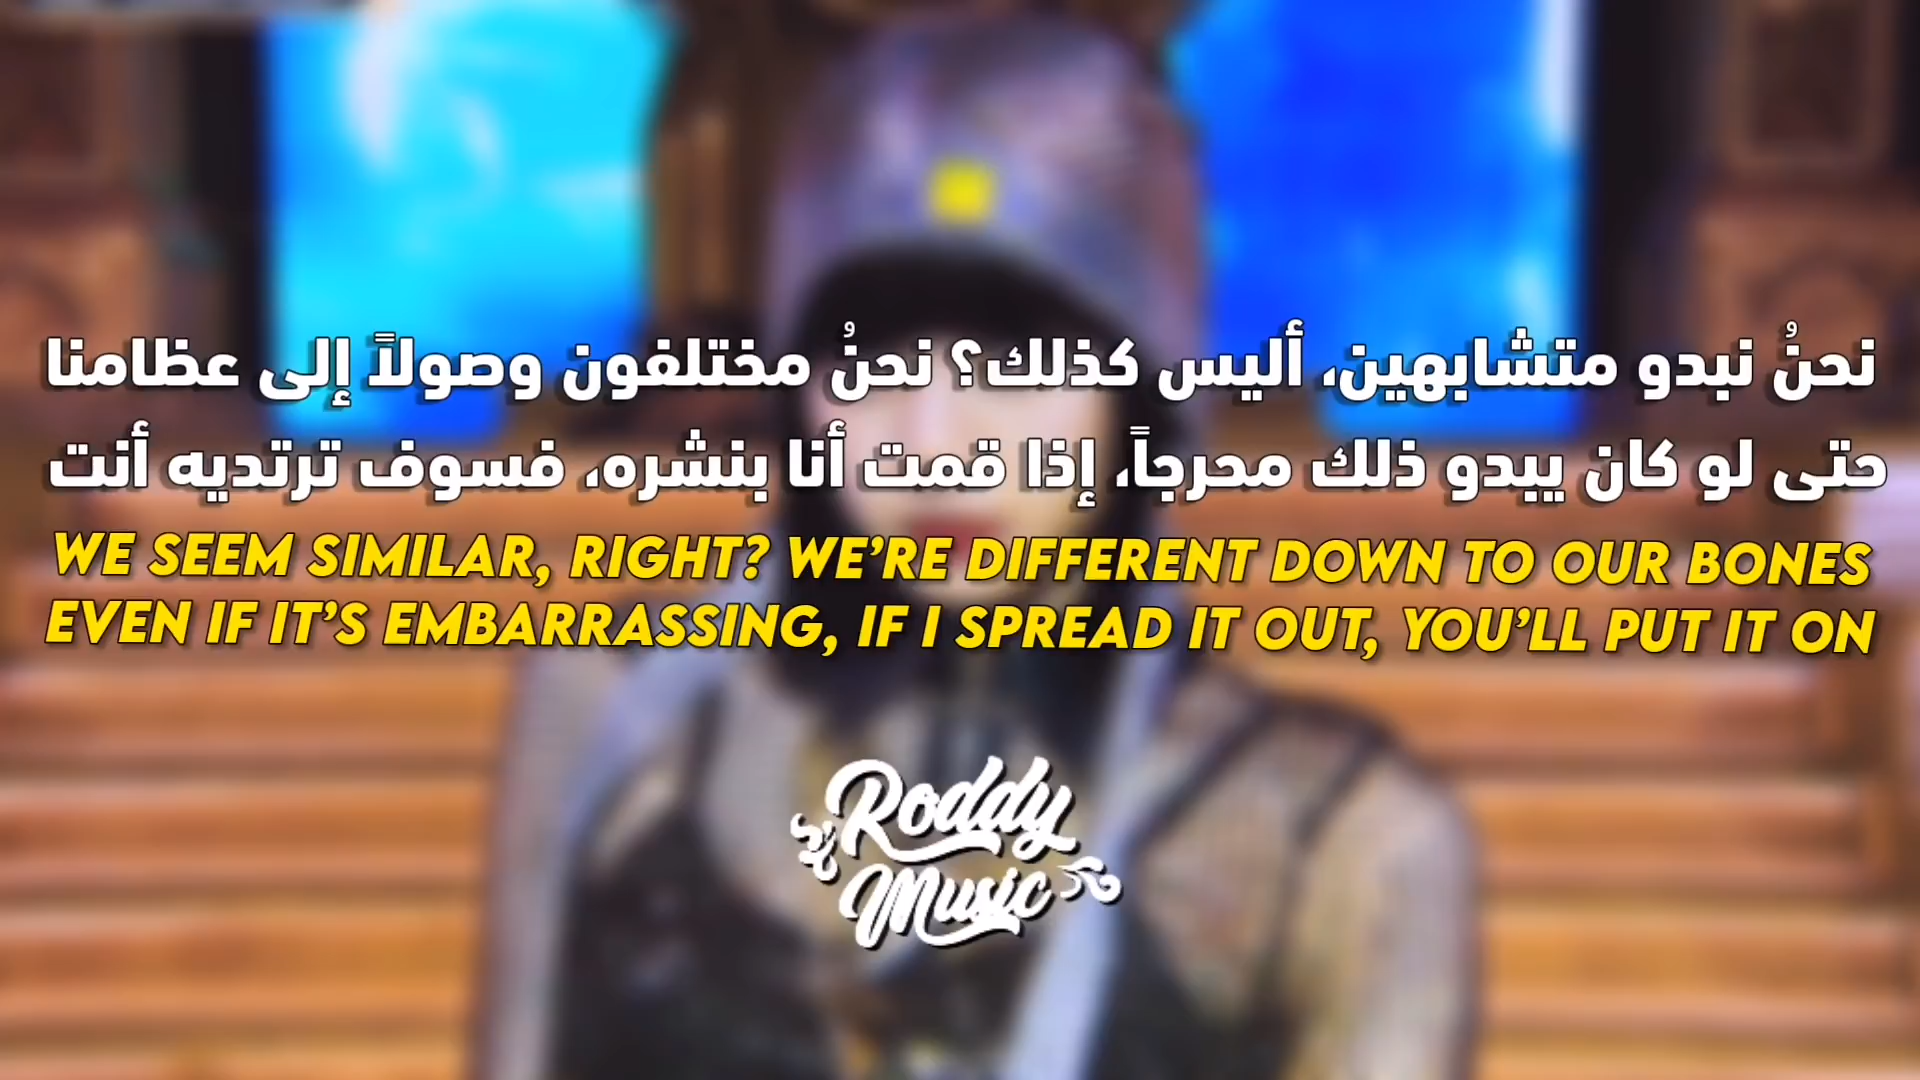 نحنُ نبدو متشابهين، أليس كذلك؟ نحنُ مختلفون وصولاً إلى عظامنا
حتى لو كان يبدو ذلك محرجاً، إذا قمت أنا بنشره، فسوف ترتديه أنت
WE SEEM SIMILAR, RIGHT? WE'RE DIFFERENT DOWN TO OUR BONES
EVEN IF IT'S EMBARRASSING, IF I SPREAD IT OUT, YOU'LL PUT IT ON
Roddy
Music